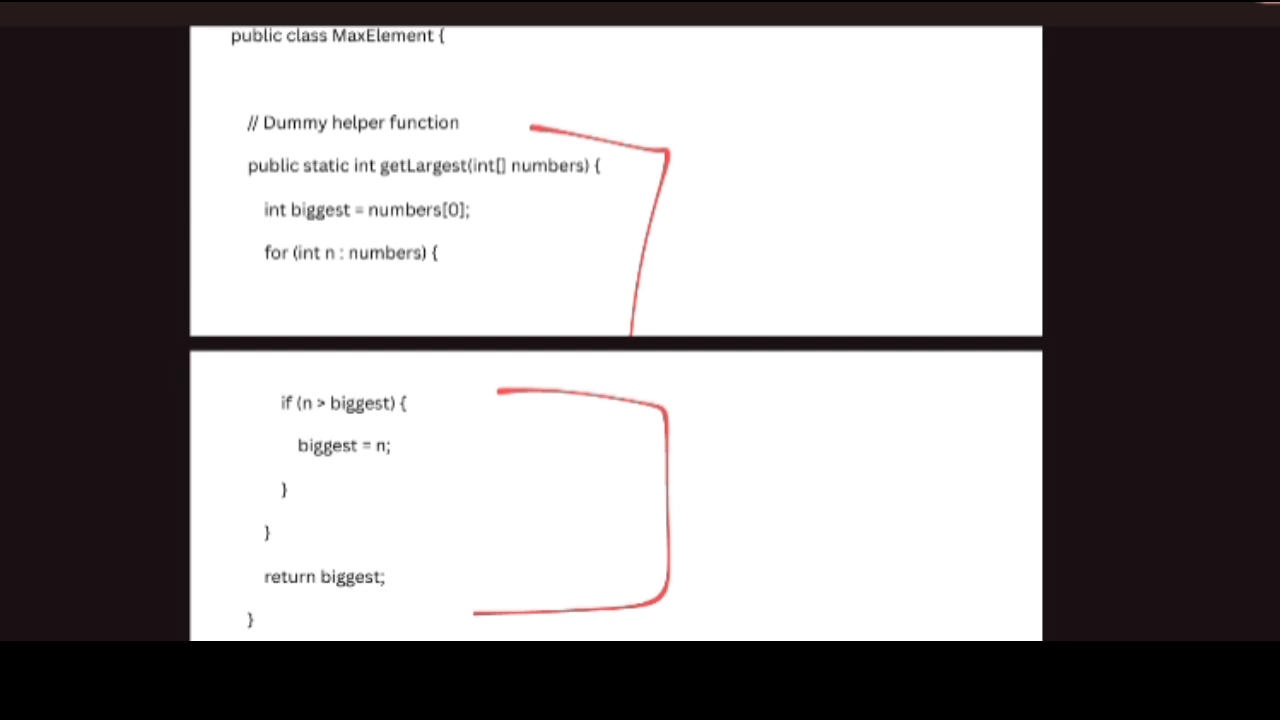 public class MaxElement {
// Dummy helper function
public static int getLargest(int[] numbers) {
int biggest = numbers[0];
for (int n : numbers) {
if (n > biggest) {
biggest = n;
}
}
return biggest;
}